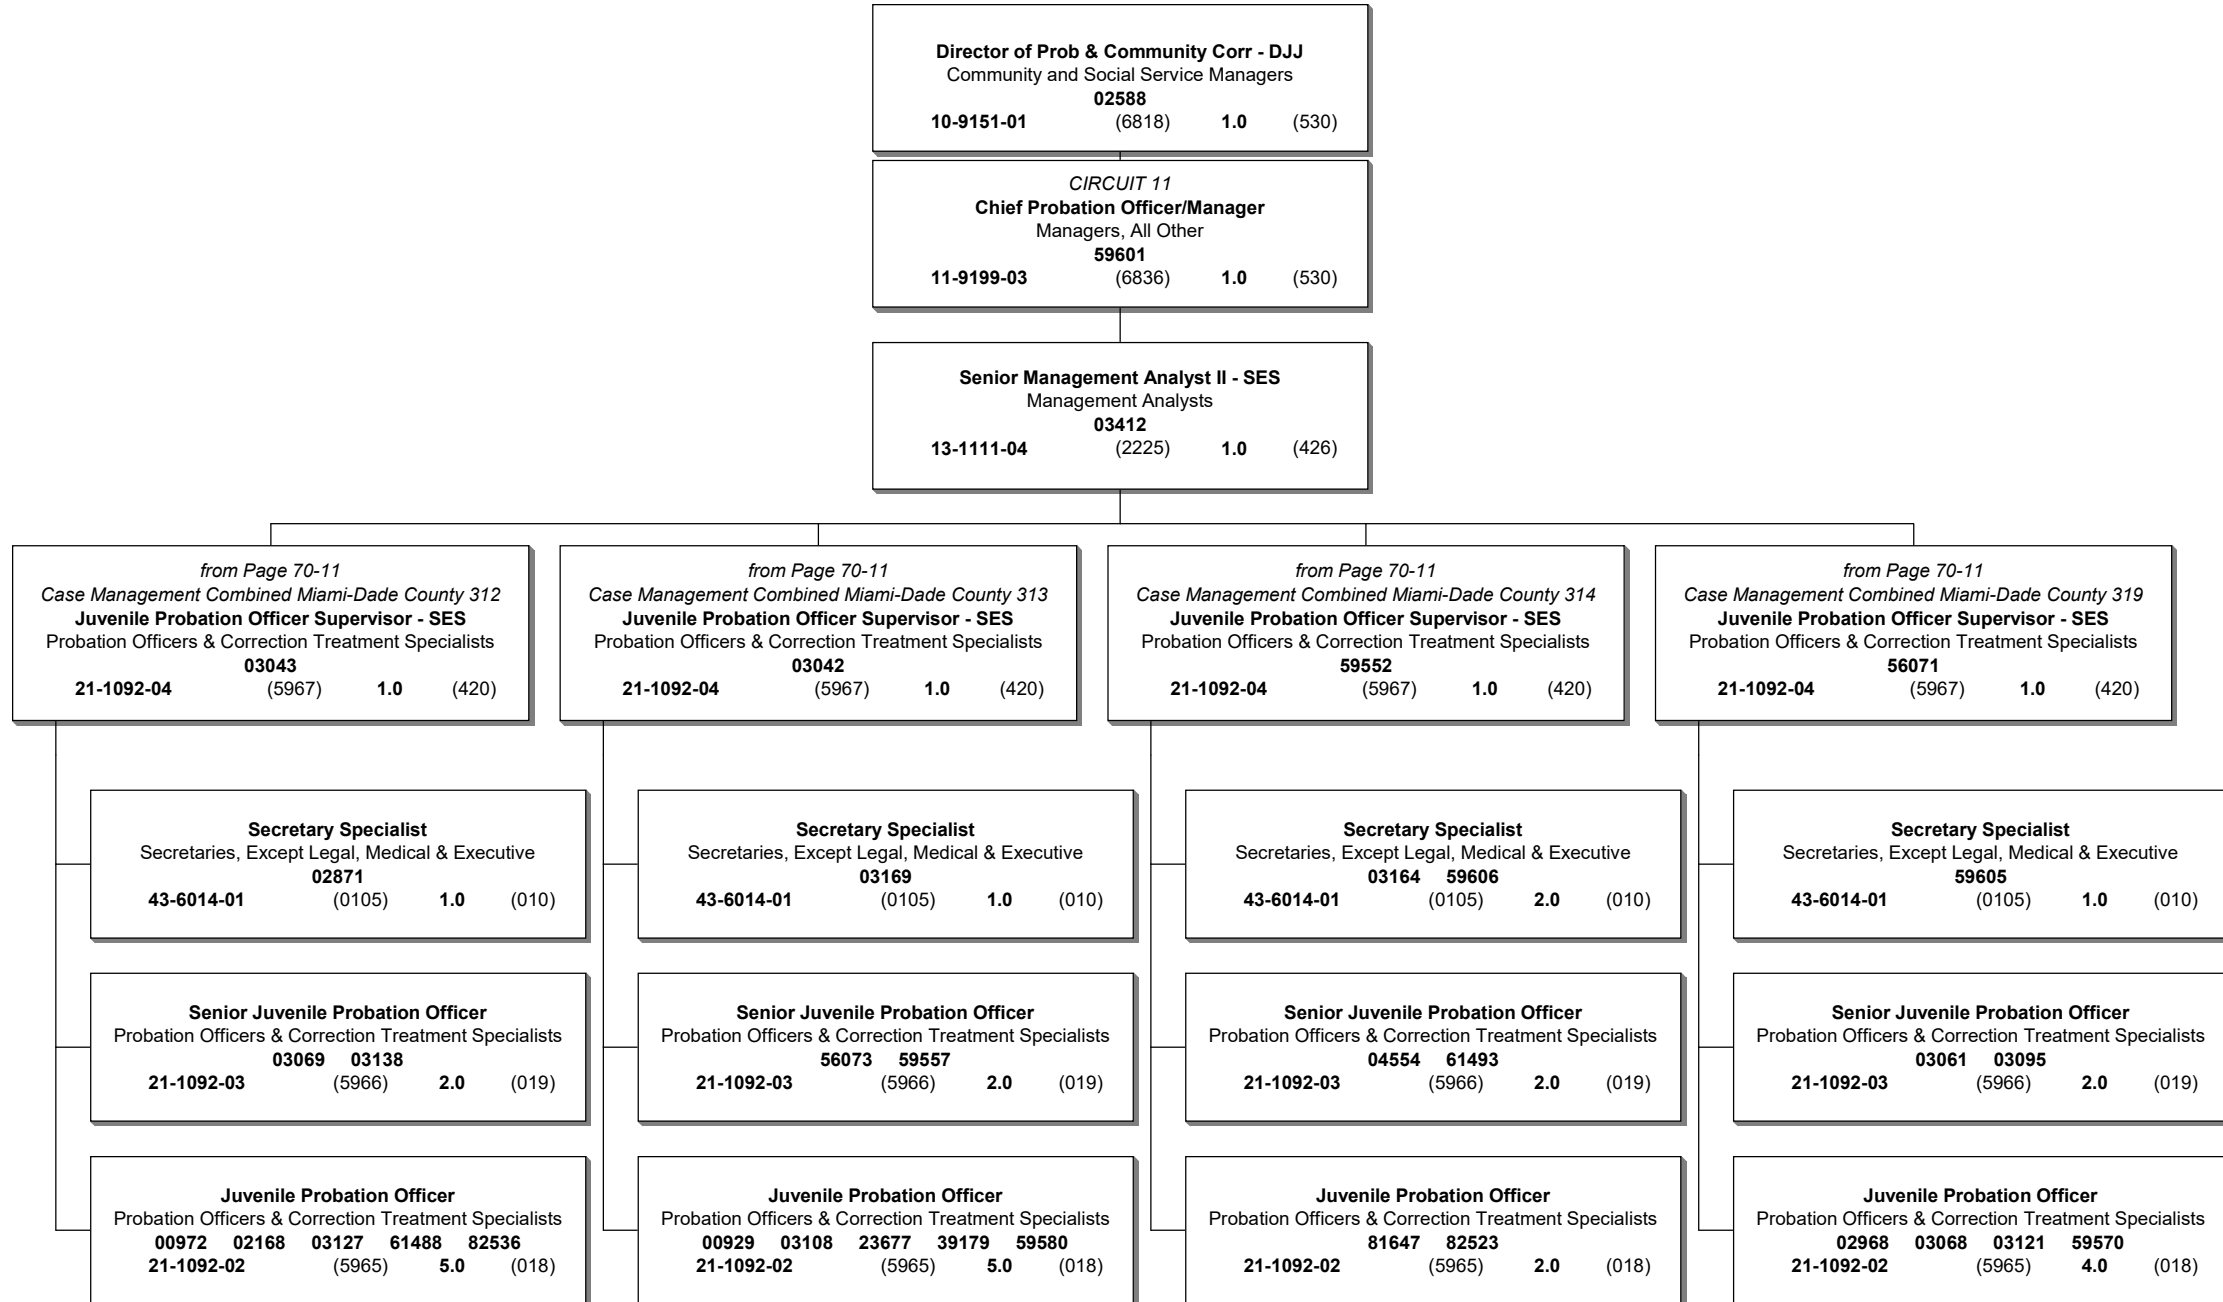 Director of Prob & Community Corr - DJJ
Community and Social Service Managers
02588
10-9151-01 (6818) 1.0 (530)
CIRCUIT 11
Chief Probation Officer/Manager
Managers, All Other
59601
11-9199-03 (6836) 1.0 (530)
Senior Management Analyst II - SES
Management Analysts
03412
13-1111-04 (2225) 1.0 (426)
from Page 70-11
Case Management Combined Miami-Dade County 312
Juvenile Probation Officer Supervisor - SES
Probation Officers & Correction Treatment Specialists
03043
21-1092-04 (5967) 1.0 (420)
Secretary Specialist
Secretaries, Except Legal, Medical & Executive
02871
43-6014-01 (0105) 1.0 (010)
Senior Juvenile Probation Officer
Probation Officers & Correction Treatment Specialists
03069 03138
21-1092-03 (5966) 2.0 (019)
Juvenile Probation Officer
Probation Officers & Correction Treatment Specialists
00972 02168 03127 61488 82536
21-1092-02 (5965) 5.0 (018)
from Page 70-11
Case Management Combined Miami-Dade County 313
Juvenile Probation Officer Supervisor - SES
Probation Officers & Correction Treatment Specialists
03042
21-1092-04 (5967) 1.0 (420)
Secretary Specialist
Secretaries, Except Legal, Medical & Executive
03169
43-6014-01 (0105) 1.0 (010)
Senior Juvenile Probation Officer
Probation Officers & Correction Treatment Specialists
56073 59557
21-1092-03 (5966) 2.0 (019)
Juvenile Probation Officer
Probation Officers & Correction Treatment Specialists
00929 03108 23677 39179 59580
21-1092-02 (5965) 5.0 (018)
from Page 70-11
Case Management Combined Miami-Dade County 314
Juvenile Probation Officer Supervisor - SES
Probation Officers & Correction Treatment Specialists
59552
21-1092-04 (5967) 1.0 (420)
Secretary Specialist
Secretaries, Except Legal, Medical & Executive
03164 59606
43-6014-01 (0105) 2.0 (010)
Senior Juvenile Probation Officer
Probation Officers & Correction Treatment Specialists
04554 61493
21-1092-03 (5966) 2.0 (019)
Juvenile Probation Officer
Probation Officers & Correction Treatment Specialists
81647 82523
21-1092-02 (5965) 2.0 (018)
from Page 70-11
Case Management Combined Miami-Dade County 319
Juvenile Probation Officer Supervisor - SES
Probation Officers & Correction Treatment Specialists
56071
21-1092-04 (5967) 1.0 (420)
Secretary Specialist
Secretaries, Except Legal, Medical & Executive
59605
43-6014-01 (0105) 1.0 (010)
Senior Juvenile Probation Officer
Probation Officers & Correction Treatment Specialists
03061 03095
21-1092-03 (5966) 2.0 (019)
Juvenile Probation Officer
Probation Officers & Correction Treatment Specialists
02968 03068 03121 59570
21-1092-02 (5965) 4.0 (018)